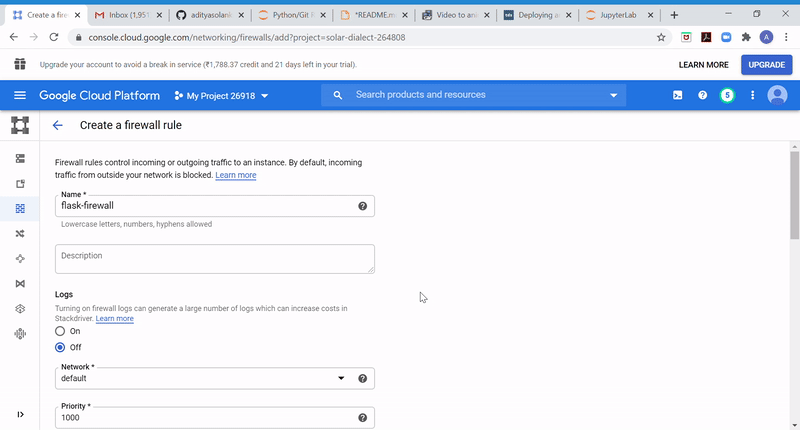 Create a fire
Inbox (1,951
adityasolank
Python/Git R
*README.m
Video to ani
Deploying a
JupyterLab
console.cloud.google.com/networking/firewalls/add?project=solar-dialect-264808
A
Upgrade your account to avoid a break in service (₹1,788.37 credit and 21 days left in your trial).
LEARN MORE
UPGRADE
Google Cloud Platform
My Project 26918
Search products and resources
5
Create a firewall rule
Firewall rules control incoming or outgoing traffic to an instance. By default, incoming
traffic from outside your network is blocked. Learn more
Name *
flask-firewall
Lowercase letters, numbers, hyphens allowed
Description
Logs
Turning on firewall logs can generate a large number of logs which can increase costs in
Stackdriver. Learn more
On
Off
Network *
default
Priority *
1000